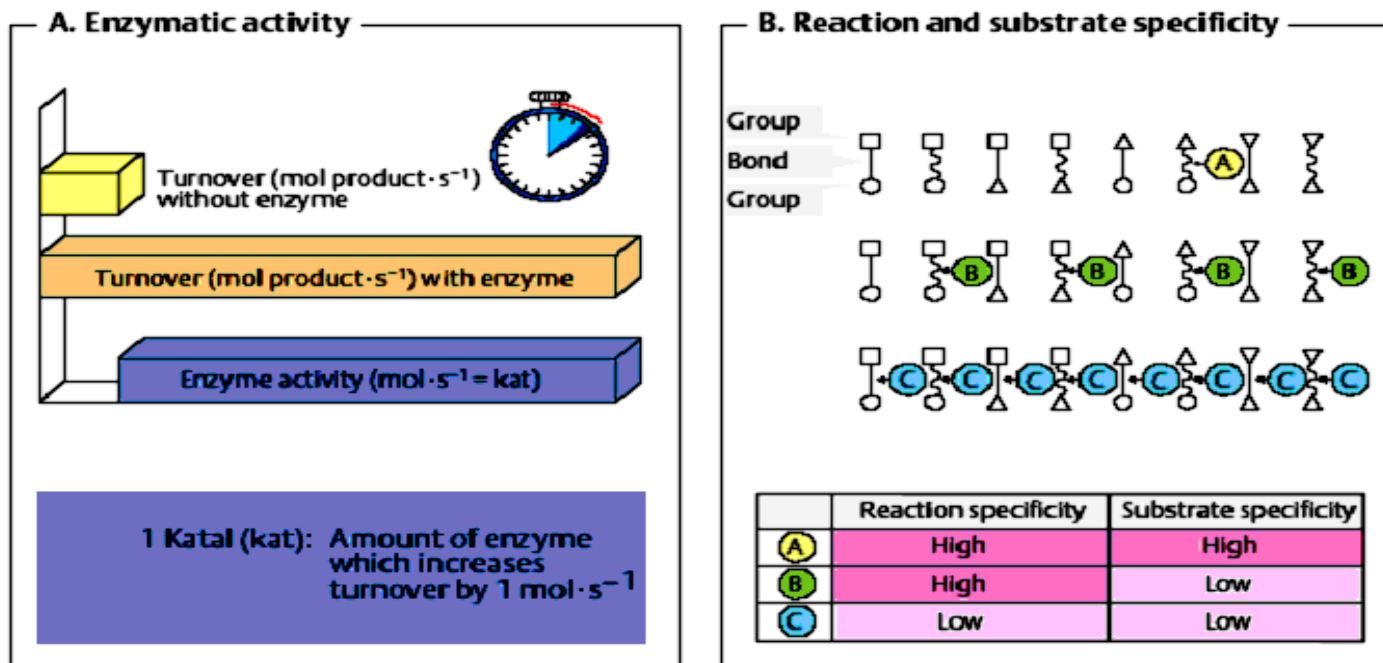 A. Enzymatic activity
Turnover (mol product·s⁻¹)
without enzyme
Turnover (mol product·s⁻¹) with enzyme
Enzyme activity (mol·s⁻¹ = kat)
1 Katal (kat): Amount of enzyme
which increases
turnover by 1 mol·s⁻¹
B. Reaction and substrate specificity
Group
Bond
Group
A
B B B B
C C C C C C C C
Reaction specificity Substrate specificity
A High High
B High Low
C Low Low